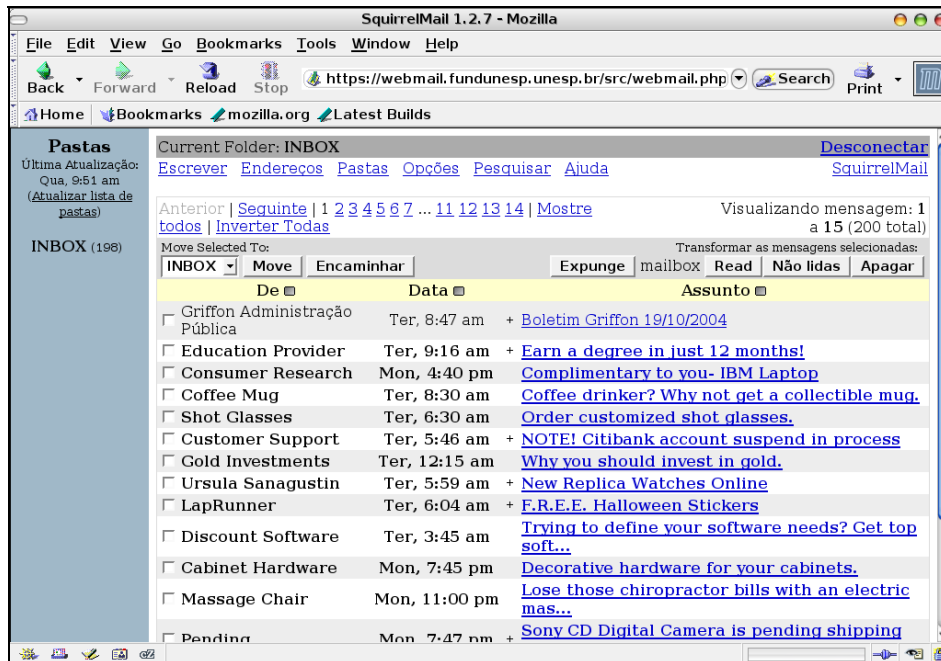 SquirrelMail 1.2.7 - Mozilla
File Edit View Go Bookmarks Tools Window Help
Back Forward Reload Stop https://webmail.fundunesp.unesp.br/src/webmail.php Search Print
Home Bookmarks mozilla.org Latest Builds
Pastas
Última Atualização:
Qua, 9:51 am
(Atualizar lista de
pastas)
INBOX (198)
Current Folder: INBOX Desconectar
Escrever Endereços Pastas Opções Pesquisar Ajuda SquirrelMail
Anterior | Seguinte | 1 2 3 4 5 6 7 ... 11 12 13 14 | Mostre
todos | Inverter Todas
Visualizando mensagem: 1
a 15 (200 total)
Move Selected To: Transformar as mensagens selecionadas:
INBOX Move Encaminhar Expunge mailbox Read Não lidas Apagar
De Data Assunto
Griffon Administração
Pública Ter, 8:47 am + Boletim Griffon 19/10/2004
Education Provider Ter, 9:16 am + Earn a degree in just 12 months!
Consumer Research Mon, 4:40 pm Complimentary to you- IBM Laptop
Coffee Mug Ter, 8:30 am Coffee drinker? Why not get a collectible mug.
Shot Glasses Ter, 6:30 am Order customized shot glasses.
Customer Support Ter, 5:46 am + NOTE! Citibank account suspend in process
Gold Investments Ter, 12:15 am Why you should invest in gold.
Ursula Sanagustin Ter, 5:59 am + New Replica Watches Online
LapRunner Ter, 6:04 am + F.R.E.E. Halloween Stickers
Discount Software Ter, 3:45 am Trying to define your software needs? Get top
soft...
Cabinet Hardware Mon, 7:45 pm Decorative hardware for your cabinets.
Massage Chair Mon, 11:00 pm Lose those chiropractor bills with an electric
mas...
Pending Mon, 7:47 pm + Sony CD Digital Camera is pending shipping